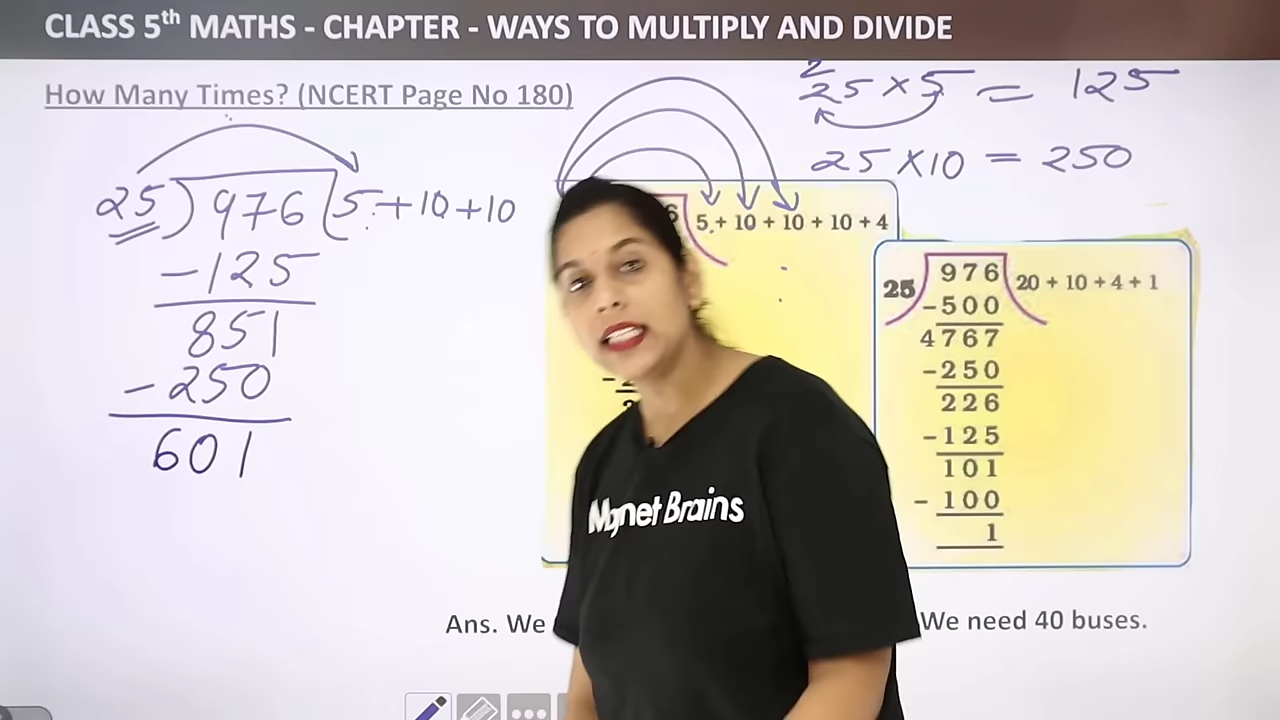 CLASS 5th MATHS - CHAPTER - WAYS TO MULTIPLY AND DIVIDE
How Many Times? (NCERT Page No 180)
2
25 × 5 = 125
25 × 10 = 250
25 ) 976 ( 5 + 10 + 10
- 125
851
- 250
601
6 5 + 10 + 10 + 10 + 4
25 976 20 + 10 + 4 + 1
- 500
4767
- 250
226
- 125
101
- 100
1
Magnet Brains
Ans. We
We need 40 buses.